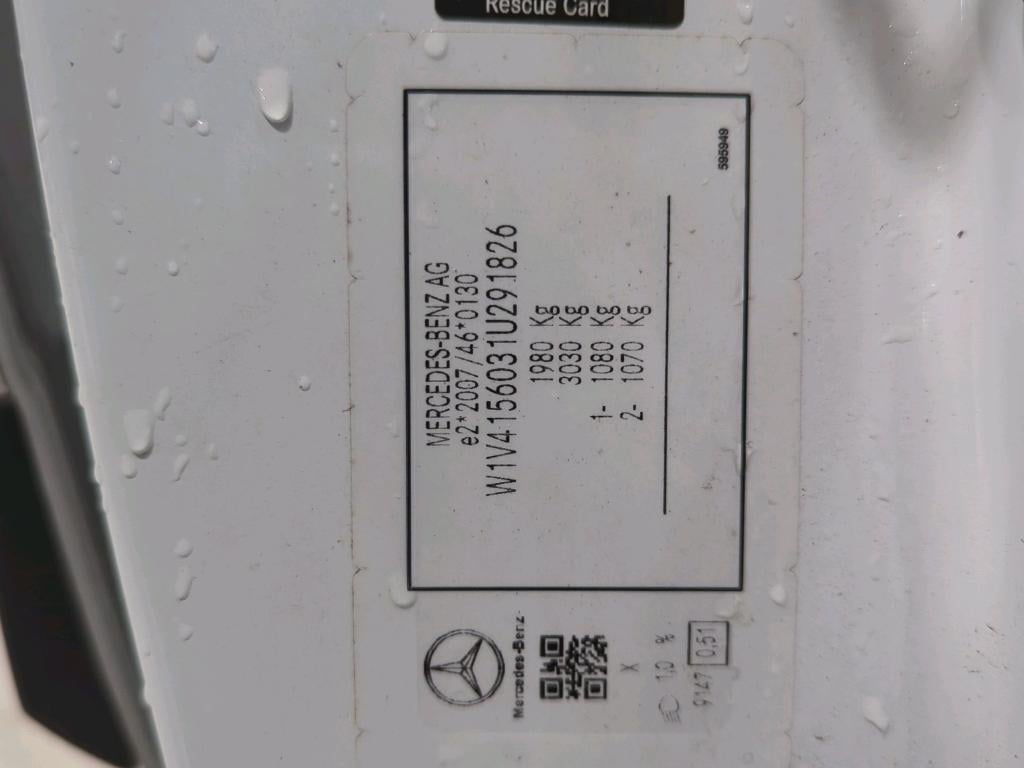 Rescue Card
595949
MERCEDES-BENZ AG
e2*2007/46*0130
W1V4156031U291826
1980 Kg
3030 Kg
1- 1080 Kg
2- 1070 Kg
Mercedes-Benz
X
1,0 %
9147 0,51